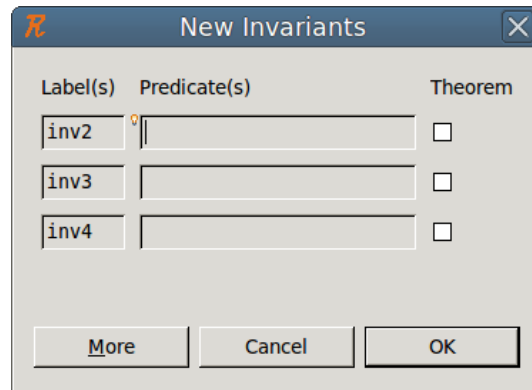 New Invariants
Label(s) Predicate(s) Theorem
inv2
inv3
inv4
More Cancel OK